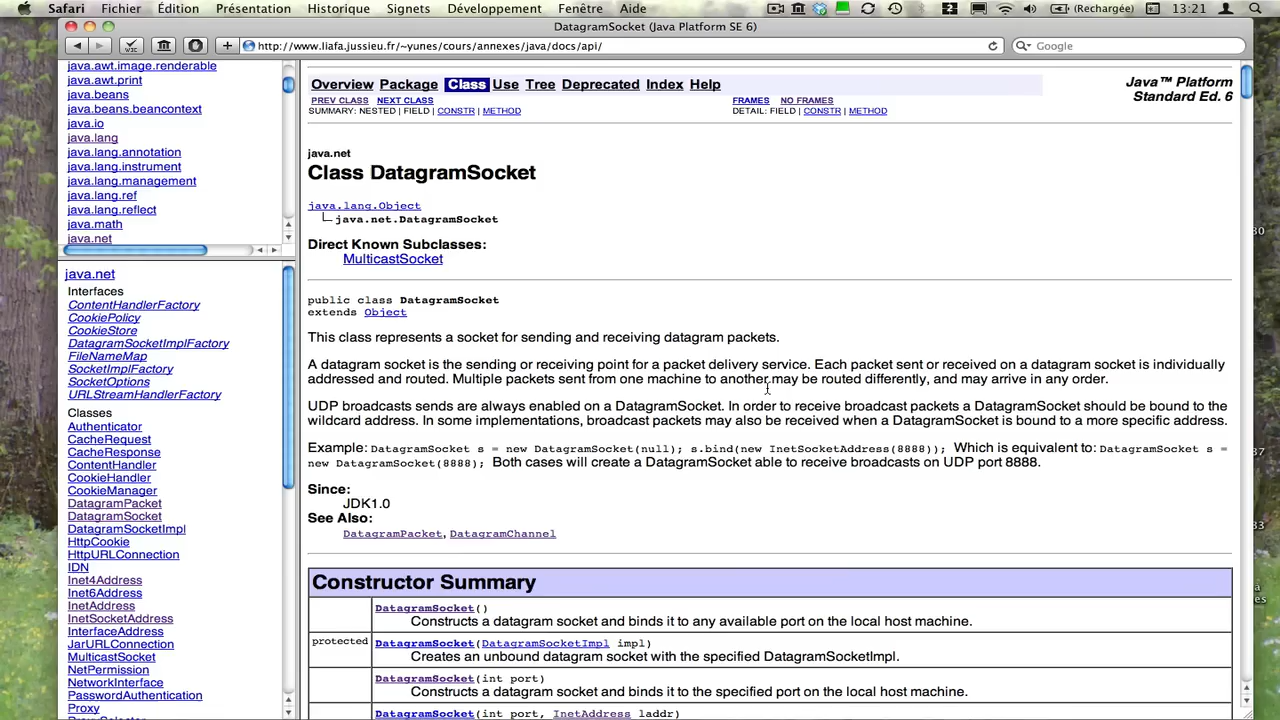 Safari Fichier Édition Présentation Historique Signets Développement Fenêtre Aide (Rechargée) 13:21
DatagramSocket (Java Platform SE 6)
http://www.liafa.jussieu.fr/~yunes/cours/annexes/java/docs/api/
Google
java.awt.image.renderable
java.awt.print
java.beans
java.beans.beancontext
java.io
java.lang
java.lang.annotation
java.lang.instrument
java.lang.management
java.lang.ref
java.lang.reflect
java.math
java.net
java.net
Interfaces
ContentHandlerFactory
CookiePolicy
CookieStore
DatagramSocketImplFactory
FileNameMap
SocketImplFactory
SocketOptions
URLStreamHandlerFactory
Classes
Authenticator
CacheRequest
CacheResponse
ContentHandler
CookieHandler
CookieManager
DatagramPacket
DatagramSocket
DatagramSocketImpl
HttpCookie
HttpURLConnection
IDN
Inet4Address
Inet6Address
InetAddress
InetSocketAddress
InterfaceAddress
JarURLConnection
MulticastSocket
NetPermission
NetworkInterface
PasswordAuthentication
Proxy
Overview Package Class Use Tree Deprecated Index Help
Java™ Platform
Standard Ed. 6
PREV CLASS NEXT CLASS
FRAMES NO FRAMES
SUMMARY: NESTED | FIELD | CONSTR | METHOD
DETAIL: FIELD | CONSTR | METHOD
java.net
Class DatagramSocket
java.lang.Object
java.net.DatagramSocket
Direct Known Subclasses:
MulticastSocket
public class DatagramSocket
extends Object
This class represents a socket for sending and receiving datagram packets.
A datagram socket is the sending or receiving point for a packet delivery service. Each packet sent or received on a datagram socket is individually
addressed and routed. Multiple packets sent from one machine to another may be routed differently, and may arrive in any order.
UDP broadcasts sends are always enabled on a DatagramSocket. In order to receive broadcast packets a DatagramSocket should be bound to the
wildcard address. In some implementations, broadcast packets may also be received when a DatagramSocket is bound to a more specific address.
Example: DatagramSocket s = new DatagramSocket(null); s.bind(new InetSocketAddress(8888)); Which is equivalent to: DatagramSocket s =
new DatagramSocket(8888); Both cases will create a DatagramSocket able to receive broadcasts on UDP port 8888.
Since:
JDK1.0
See Also:
DatagramPacket, DatagramChannel
Constructor Summary
DatagramSocket()
Constructs a datagram socket and binds it to any available port on the local host machine.
protected DatagramSocket(DatagramSocketImpl impl)
Creates an unbound datagram socket with the specified DatagramSocketImpl.
DatagramSocket(int port)
Constructs a datagram socket and binds it to the specified port on the local host machine.
DatagramSocket(int port, InetAddress laddr)